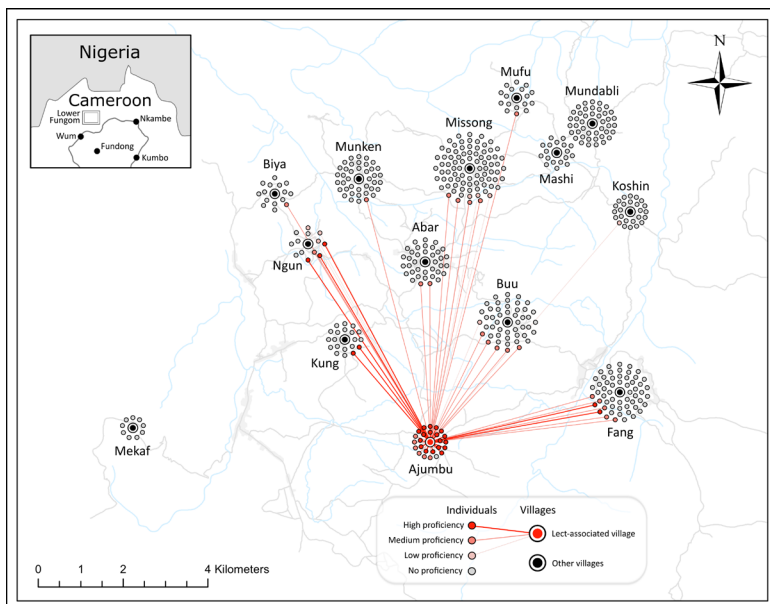 Nigeria
Cameroon
Lower
Fungom
Nkambe
Wum
Fundong
Kumbo
N
Mufu
Mundabli
Missong
Munken
Biya
Mashi
Koshin
Abar
Ngun
Buu
Kung
Mekaf
Fang
Ajumbu
Individuals Villages
High proficiency Lect-associated village
Medium proficiency
Low proficiency Other villages
No proficiency
0 1 2 4 Kilometers